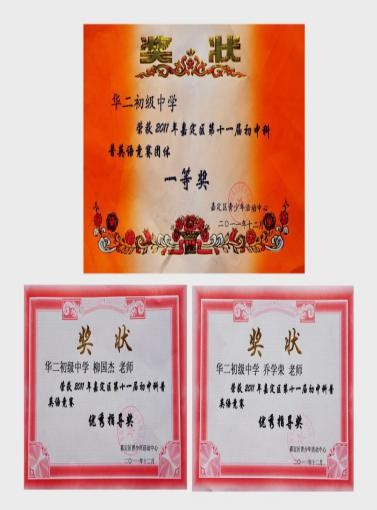 奖状
华二初级中学
荣获2011年嘉定区第十一届初中科
普英语竞赛团体
一等奖
嘉定区青少年活动中心
二〇一一年十二月
奖状
华二初级中学 柳国杰 老师
荣获2011年嘉定区第十一届初中科普
英语竞赛
优秀指导奖
嘉定区青少年活动中心
二〇一一年十二月
奖状
华二初级中学 乔学荣 老师
荣获2011年嘉定区第十一届初中科普
英语竞赛
优秀指导奖
嘉定区青少年活动中心
二〇一一年十二月